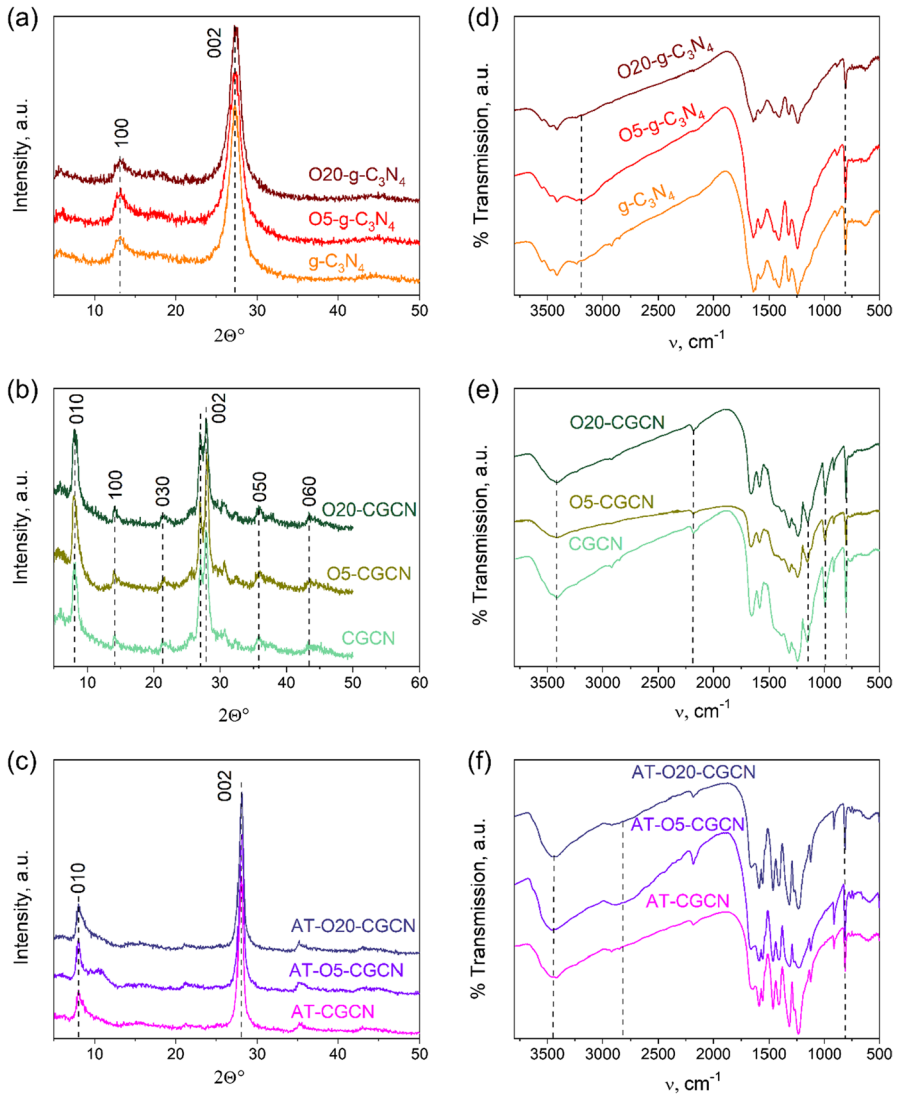 (a)
Intensity, a.u.
100
002
O20-g-C₃N₄
O5-g-C₃N₄
g-C₃N₄
10 20 30 40 50
2Θ°
(d)
% Transmission, a.u.
O20-g-C₃N₄
O5-g-C₃N₄
g-C₃N₄
3500 3000 2500 2000 1500 1000 500
ν, cm⁻¹
(b)
Intensity, a.u.
010
100
030
002
050
060
O20-CGCN
O5-CGCN
CGCN
10 20 30 40 50 60
2Θ°
(e)
% Transmission, a.u.
O20-CGCN
O5-CGCN
CGCN
3500 3000 2500 2000 1500 1000 500
ν, cm⁻¹
(c)
Intensity, a.u.
010
002
AT-O20-CGCN
AT-O5-CGCN
AT-CGCN
10 20 30 40 50
2Θ°
(f)
% Transmission, a.u.
AT-O20-CGCN
AT-O5-CGCN
AT-CGCN
3500 3000 2500 2000 1500 1000 500
ν, cm⁻¹